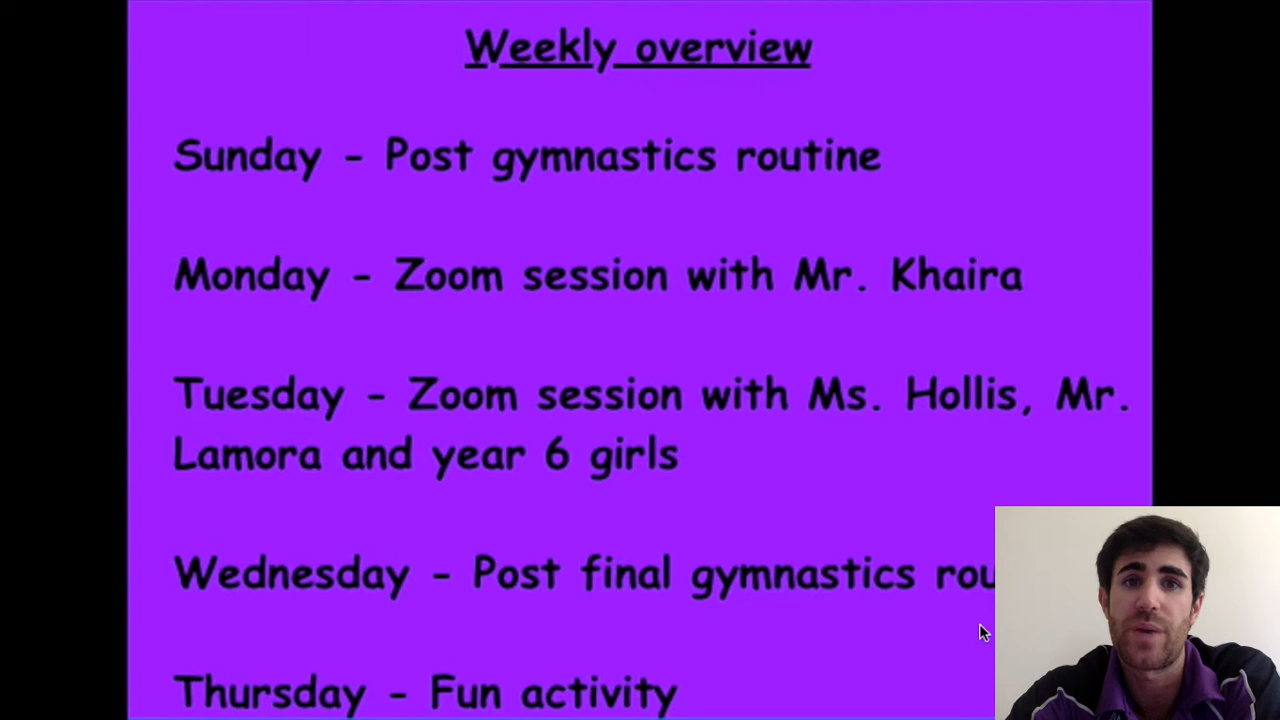 Weekly overview
Sunday - Post gymnastics routine
Monday - Zoom session with Mr. Khaira
Tuesday - Zoom session with Ms. Hollis, Mr.
Lamora and year 6 girls
Wednesday - Post final gymnastics rou
Thursday - Fun activity